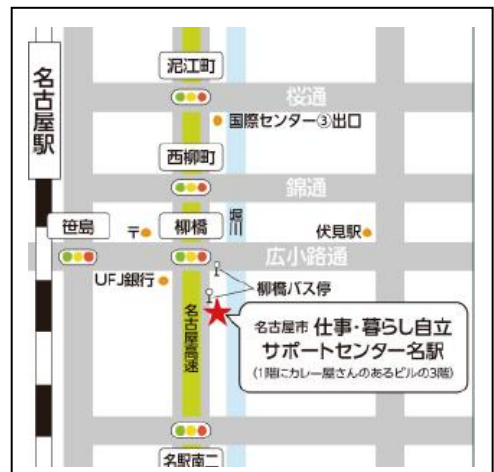 名古屋駅
泥江町
桜通
国際センター③出口
西柳町
錦通
笹島
〒
柳橋
堀川
伏見駅
広小路通
UFJ銀行
柳橋バス停
名古屋高速
名古屋市 仕事・暮らし自立
サポートセンター名駅
(1階にカレー屋さんのあるビルの3階)
名駅南二